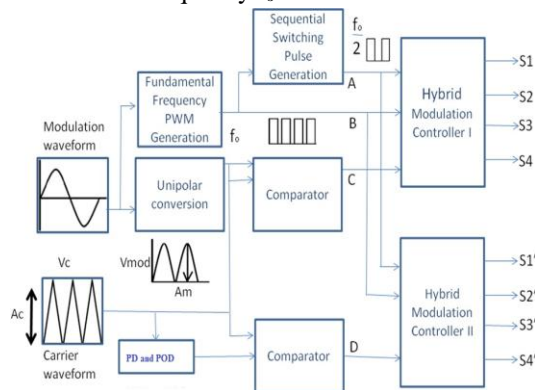 Sequential
Switching
Pulse
Generation
fₒ
2
A
Fundamental
Frequency
PWM
Generation
fₒ
B
Hybrid
Modulation
Controller I
S1
S2
S3
S4
Modulation
waveform
Unipolar
conversion
Comparator
C
Vc
Vmod
Am
Ac
Carrier
waveform
PD and POD
Comparator
D
Hybrid
Modulation
Controller II
S1'
S2'
S3'
S4'